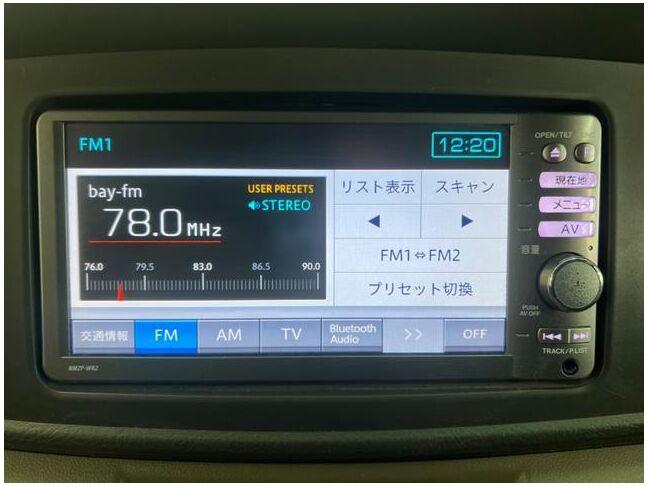 FM1
12:20
bay-fm
USER PRESETS
STEREO
78.0 MHz
76.0 79.5 83.0 86.5 90.0
リスト表示
スキャン
◀
▶
FM1⇔FM2
プリセット切換
交通情報
FM
AM
TV
Bluetooth
Audio
>>
OFF
OPEN/TILT
現在地
メニュー
AV
音量
PUSH
AV OFF
TRACK/P.LIST